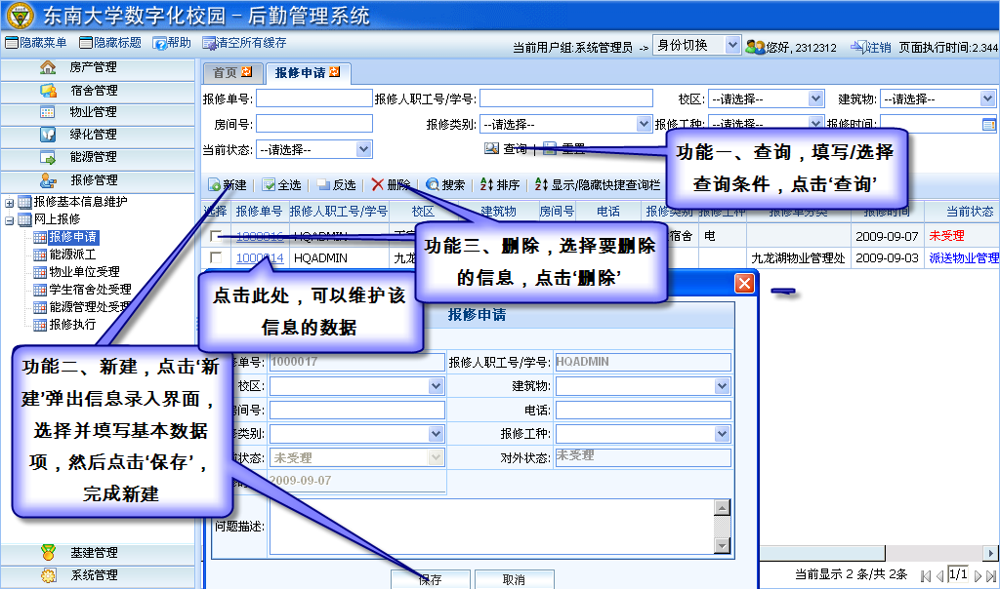 东南大学数字化校园－后勤管理系统
隐藏菜单 隐藏标题 帮助 清空所有缓存
当前用户组:系统管理员 -> 身份切换 您好, 2312312 注销 页面执行时间:2.344
房产管理
宿舍管理
物业管理
绿化管理
能源管理
报修管理
报修基本信息维护
网上报修
报修申请
能源派工
物业单位受理
学生宿舍处受理
能源管理处受理
报修执行
基建管理
系统管理
首页 报修申请
报修单号: 报修人职工号/学号: 校区: --请选择-- 建筑物: --请选择--
房间号: 报修类别: --请选择-- 报修工种: --请选择-- 报修时间:
当前状态: --请选择-- 查询 | 重置
新建 全选 反选 删除 搜索 排序 显示/隐藏快捷查询栏
选择 报修单号 报修人职工号/学号 校区 建筑物 房间号 电话 报修类别 报修工种 报修单分类 报修时间 当前状态
1000016 HQADMIN 宿舍 电 2009-09-07 未受理
1000014 HQADMIN 九龙 九龙湖物业管理处 2009-09-03 派送物业管理
功能一、查询，填写/选择
查询条件，点击‘查询’
功能三、删除，选择要删除
的信息，点击‘删除’
点击此处，可以维护该
信息的数据
功能二、新建，点击‘新
建’弹出信息录入界面，
选择并填写基本数据
项，然后点击‘保存’，
完成新建
报修申请
单号: 1000017 报修人职工号/学号: HQADMIN
校区: 建筑物:
间号: 电话:
修类别: 报修工种:
状态: 未受理 对外状态: 未受理
2009-09-07
问题描述:
保存 取消
当前显示 2 条/共 2条 1/1